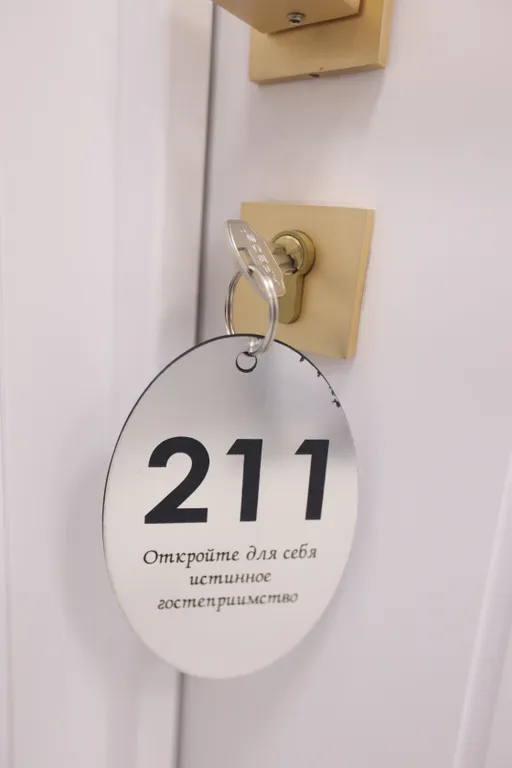 211
Откройте для себя
истинное
гостеприимство